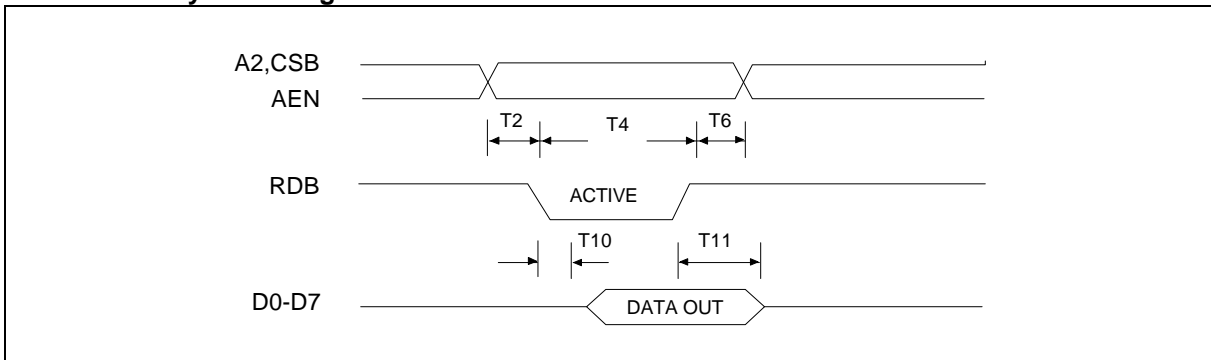 A2,CSB
AEN
T2 T4 T6
RDB
ACTIVE
T10 T11
D0-D7
DATA OUT